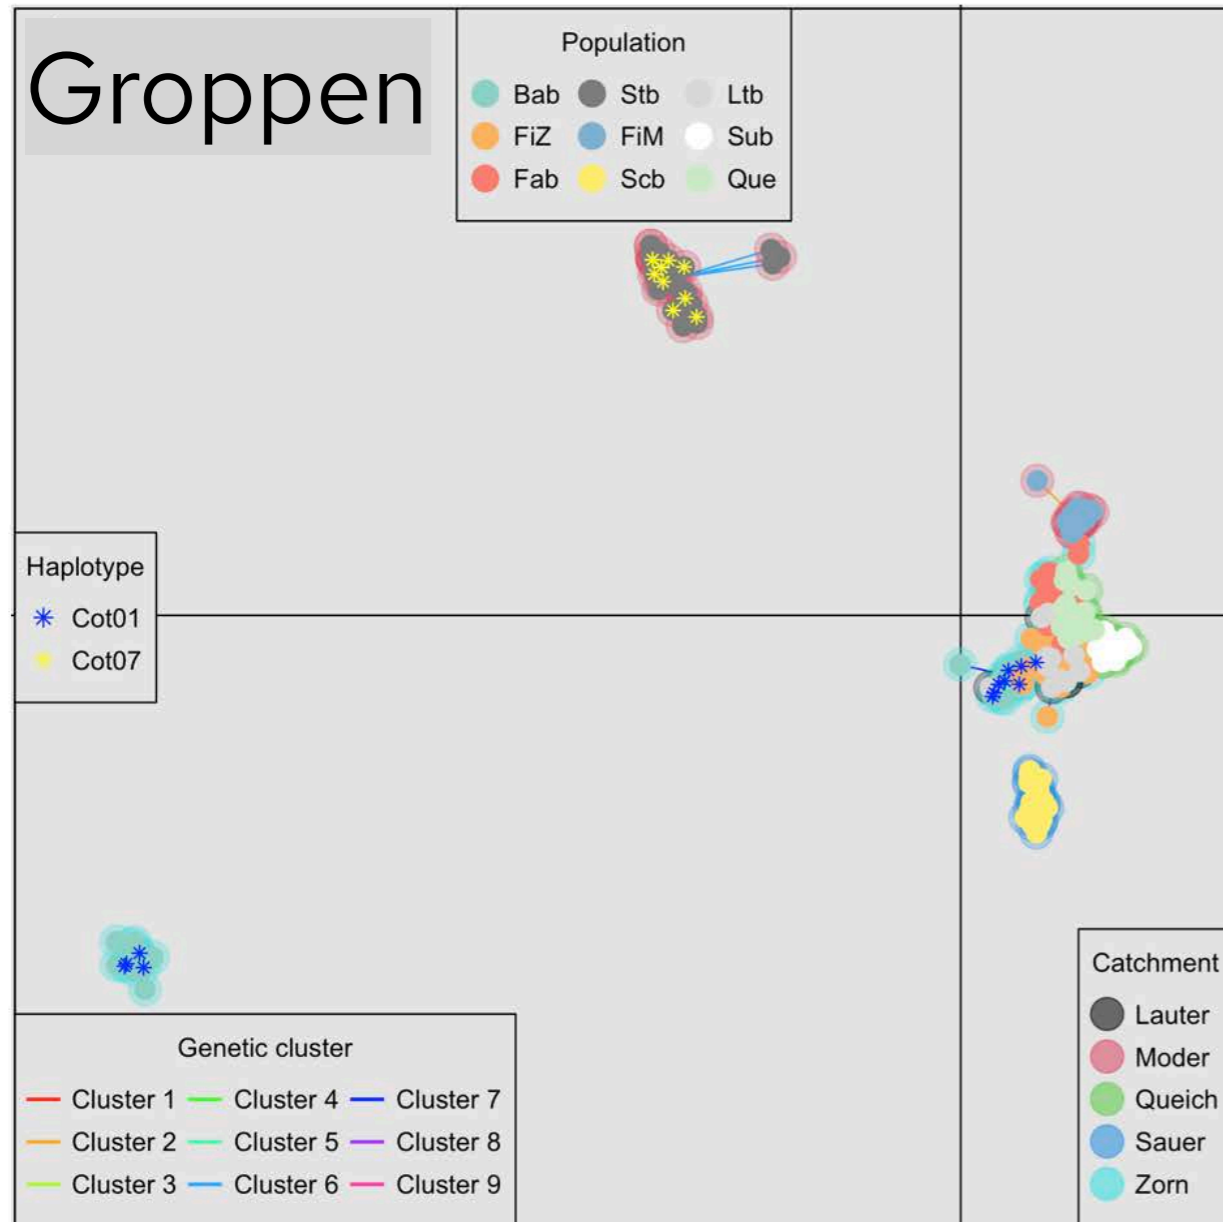 Groppen
Population
Bab Stb Ltb
FiZ FiM Sub
Fab Scb Que
Haplotype
Cot01
Cot07
Catchment
Lauter
Moder
Queich
Sauer
Zorn
Genetic cluster
Cluster 1 Cluster 4 Cluster 7
Cluster 2 Cluster 5 Cluster 8
Cluster 3 Cluster 6 Cluster 9